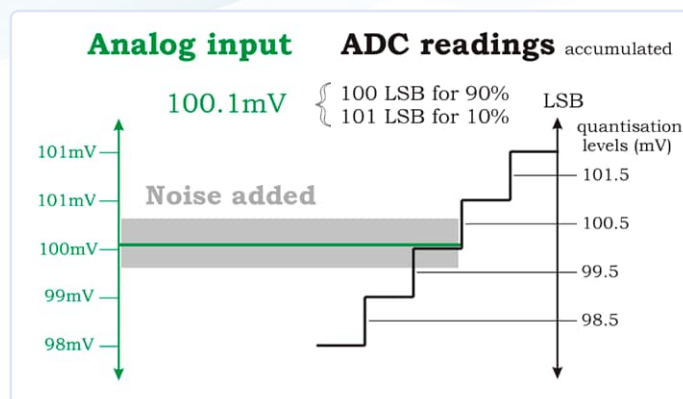 Analog input
ADC readings accumulated
100.1mV
100 LSB for 90%
101 LSB for 10%
LSB
quantisation
levels (mV)
101mV
101.5
101mV
Noise added
100.5
100mV
99.5
99mV
98.5
98mV